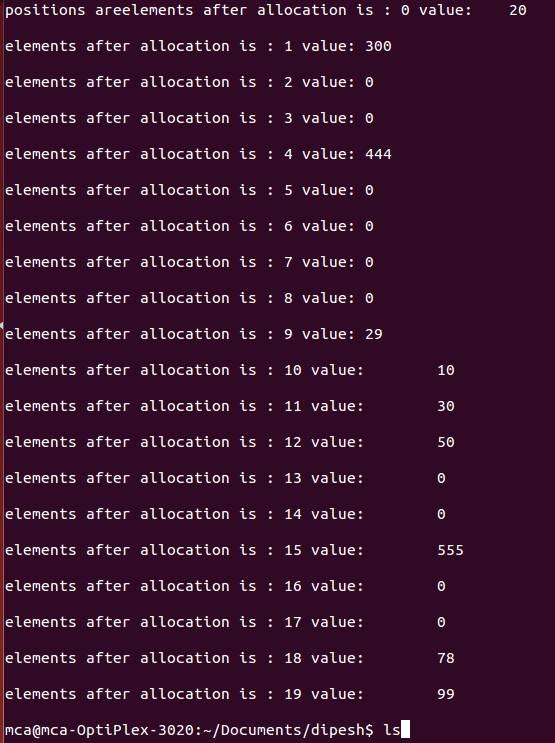 positions areelements after allocation is : 0 value:    20
elements after allocation is : 1 value: 300
elements after allocation is : 2 value: 0
elements after allocation is : 3 value: 0
elements after allocation is : 4 value: 444
elements after allocation is : 5 value: 0
elements after allocation is : 6 value: 0
elements after allocation is : 7 value: 0
elements after allocation is : 8 value: 0
elements after allocation is : 9 value: 29
elements after allocation is : 10 value:        10
elements after allocation is : 11 value:        30
elements after allocation is : 12 value:        50
elements after allocation is : 13 value:        0
elements after allocation is : 14 value:        0
elements after allocation is : 15 value:        555
elements after allocation is : 16 value:        0
elements after allocation is : 17 value:        0
elements after allocation is : 18 value:        78
elements after allocation is : 19 value:        99
mca@mca-OptiPlex-3020:~/Documents/dipesh$ ls